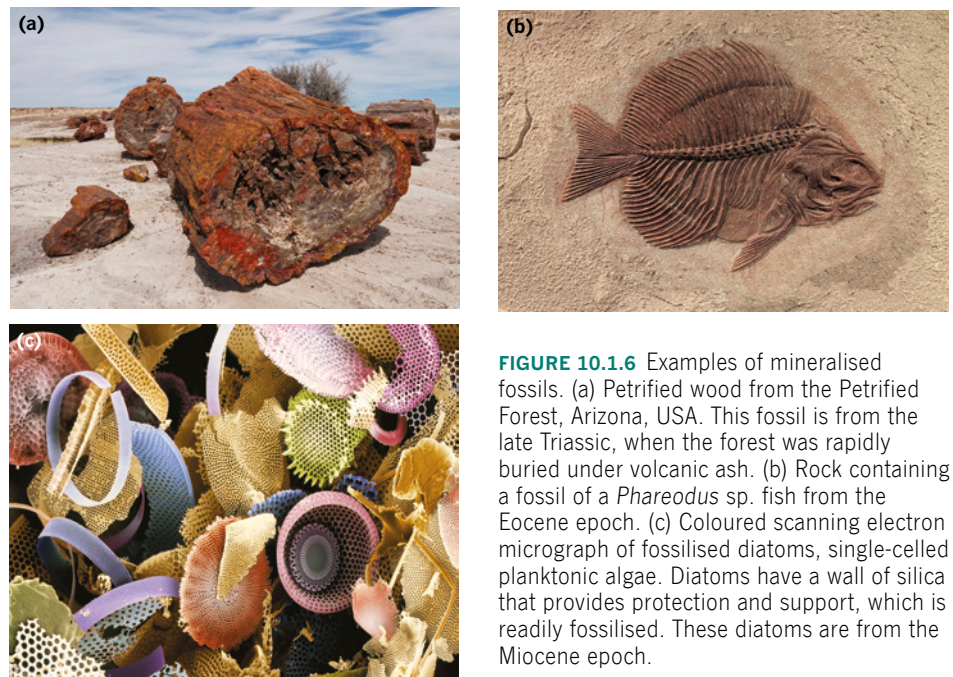 (a)
(b)
(c)
FIGURE 10.1.6 Examples of mineralised
fossils. (a) Petrified wood from the Petrified
Forest, Arizona, USA. This fossil is from the
late Triassic, when the forest was rapidly
buried under volcanic ash. (b) Rock containing
a fossil of a Phareodus sp. fish from the
Eocene epoch. (c) Coloured scanning electron
micrograph of fossilised diatoms, single-celled
planktonic algae. Diatoms have a wall of silica
that provides protection and support, which is
readily fossilised. These diatoms are from the
Miocene epoch.